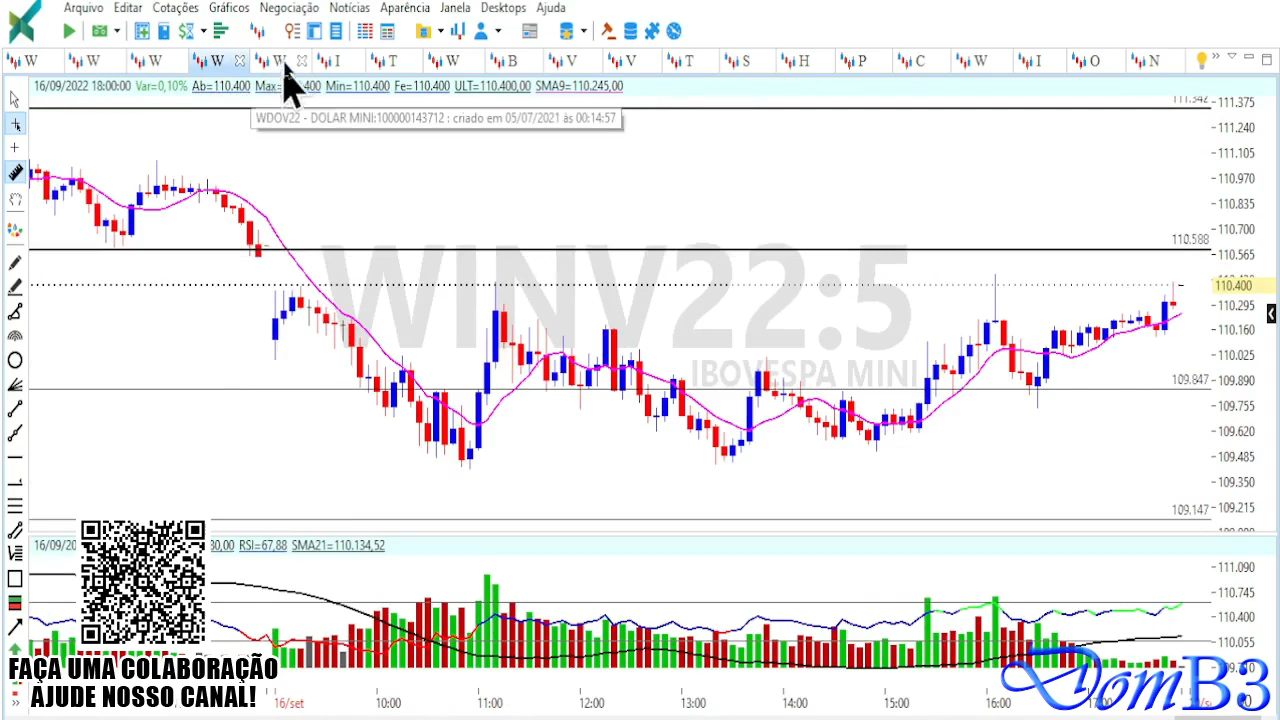 Arquivo Editar Cotações Gráficos Negociação Notícias Aparência Janela Desktops Ajuda
W W W W W I T W B V V T S H P C W I O N
16/09/2022 18:00:00 Var=0,10% Ab=110.400 Max= .400 Min=110.400 Fe=110.400 ULT=110.400,00 SMA9=110.245,00
WDOV22 - DOLAR MINI:100000143712 : criado em 05/07/2021 às 00:14:57
111.342
111.375
111.240
111.105
110.970
110.835
110.700
110.588
110.565
110.400
110.295
110.160
110.025
109.890
109.847
109.755
109.620
109.485
109.350
109.215
109.147
WINV22:5
IBOVESPA MINI
16/09/20 30,00 RSI=67,88 SMA21=110.134,52
111.090
110.745
110.400
110.055
16/set 10:00 11:00 12:00 13:00 14:00 15:00 16:00 17:00
FAÇA UMA COLABORAÇÃO
AJUDE NOSSO CANAL!
DomB3